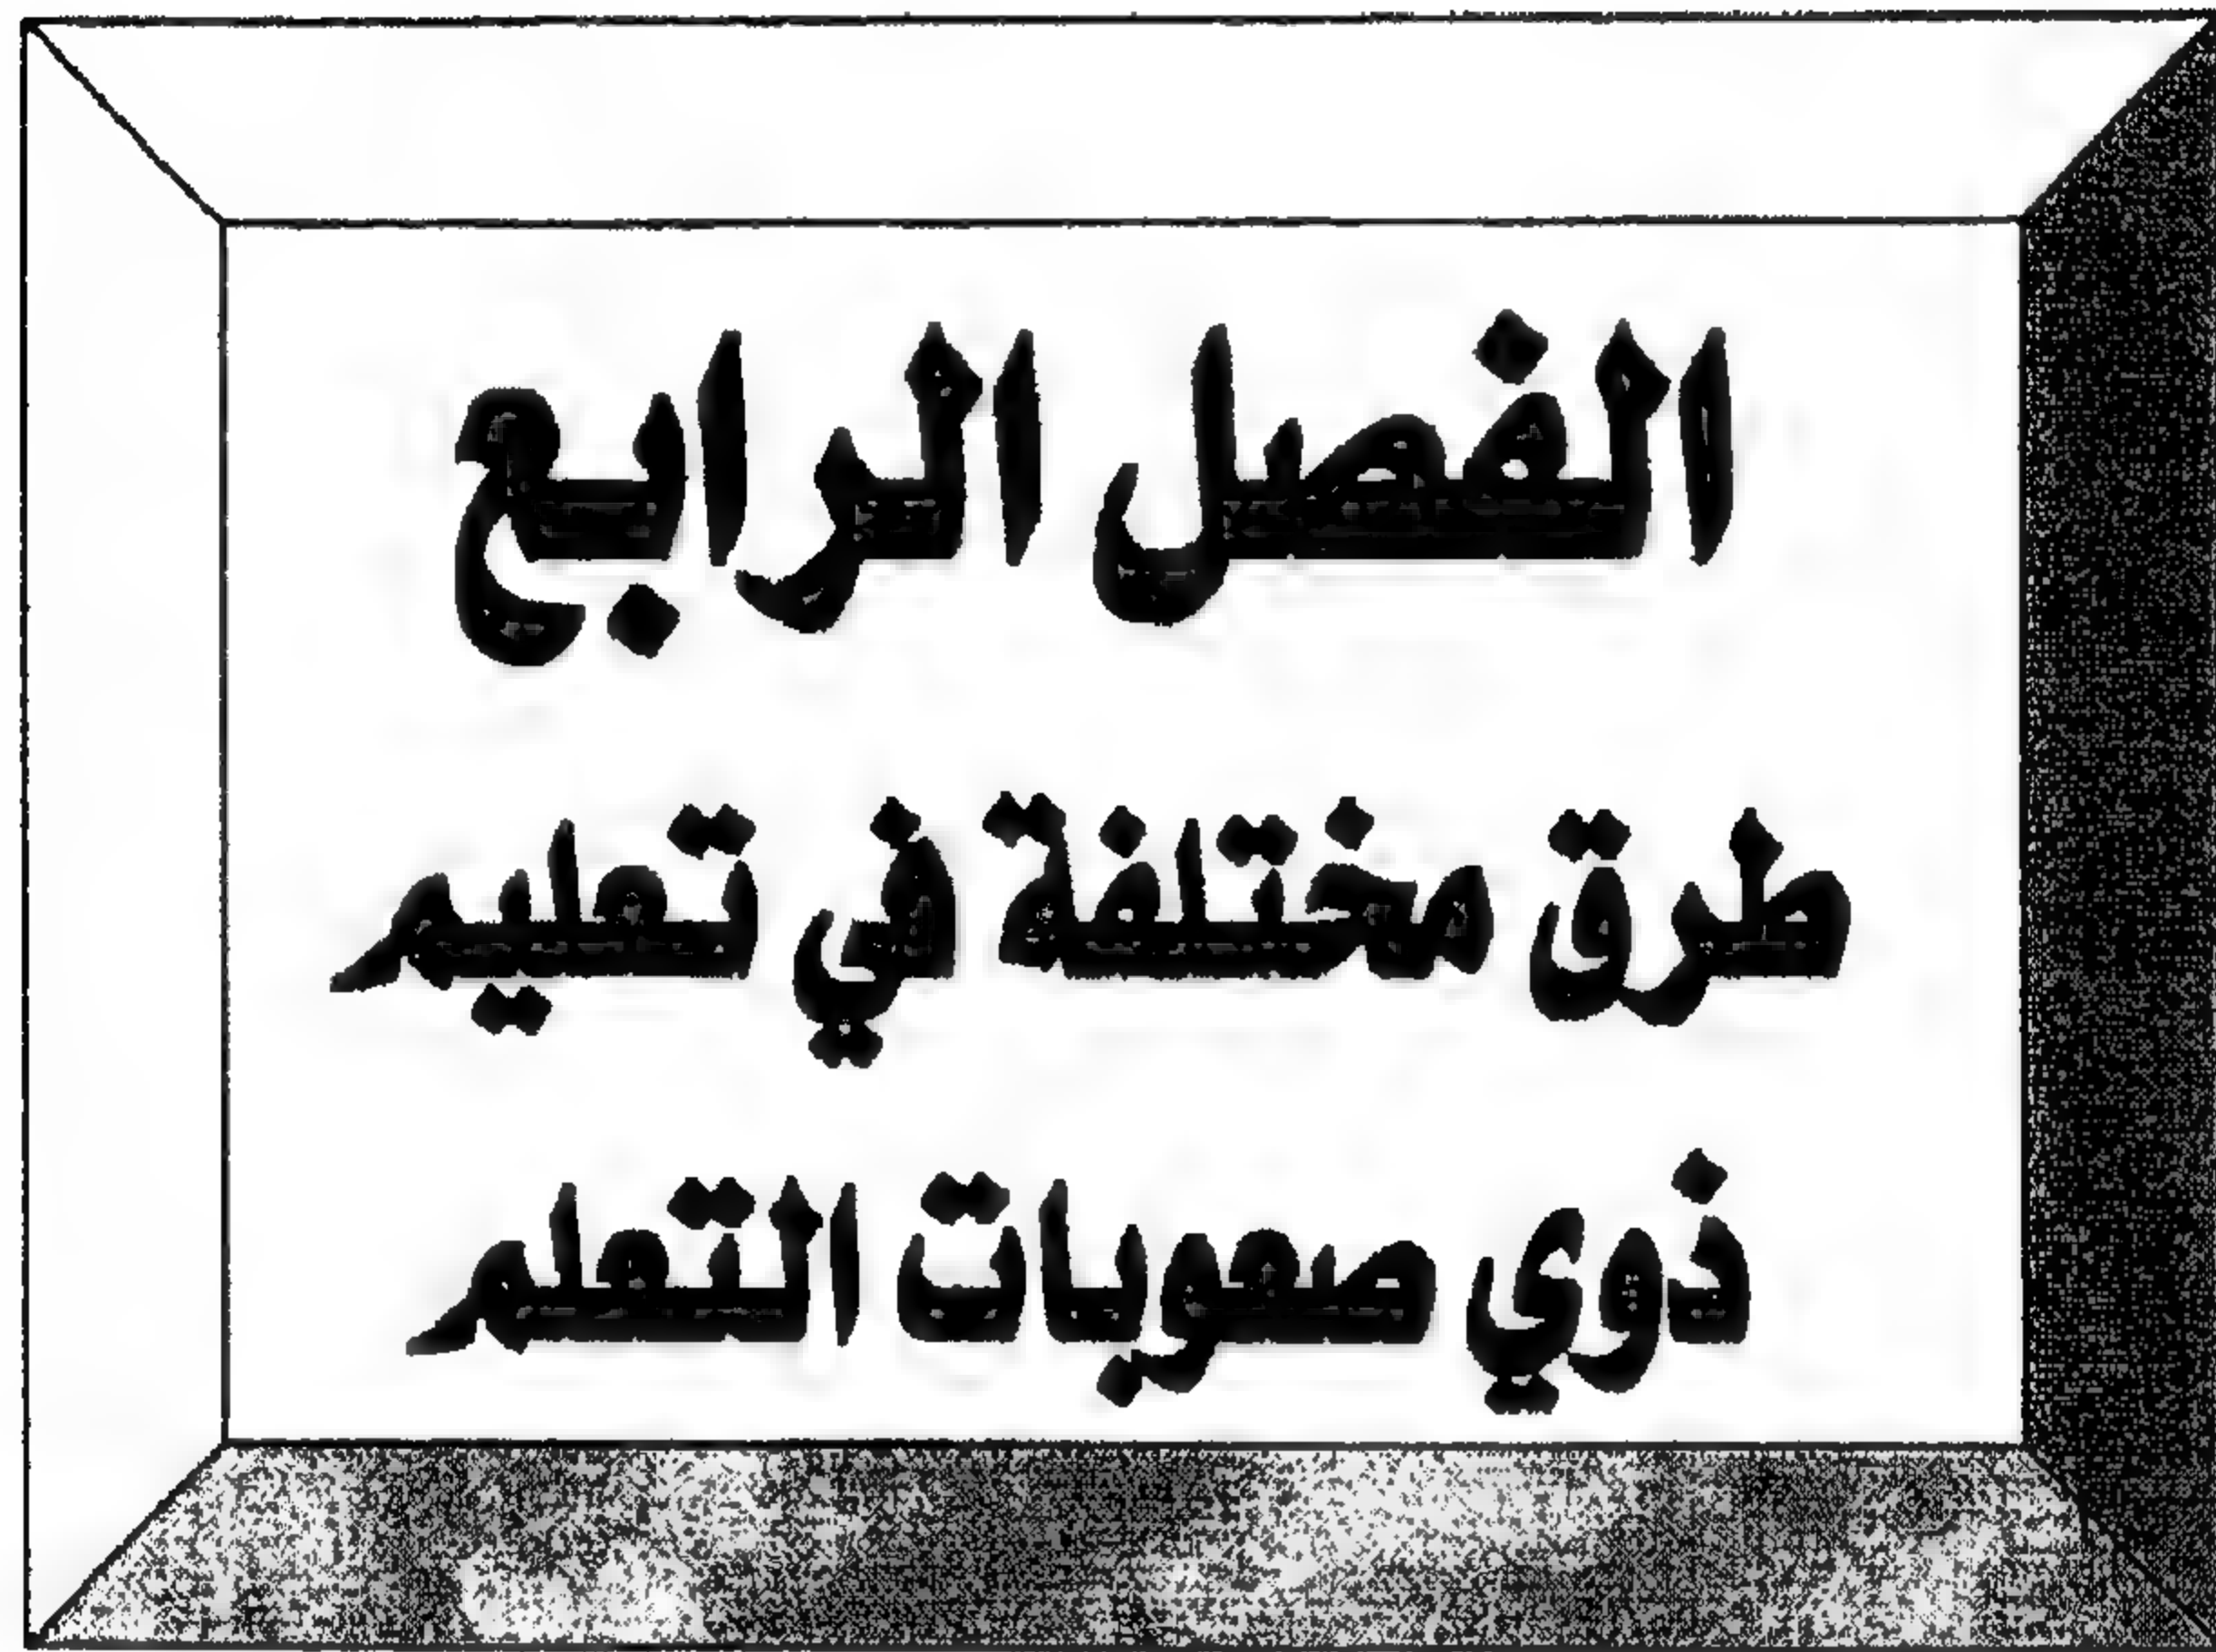 الفصل الرابع
طرق مختلفة في تعليم
ذوي صعوبات التعلم